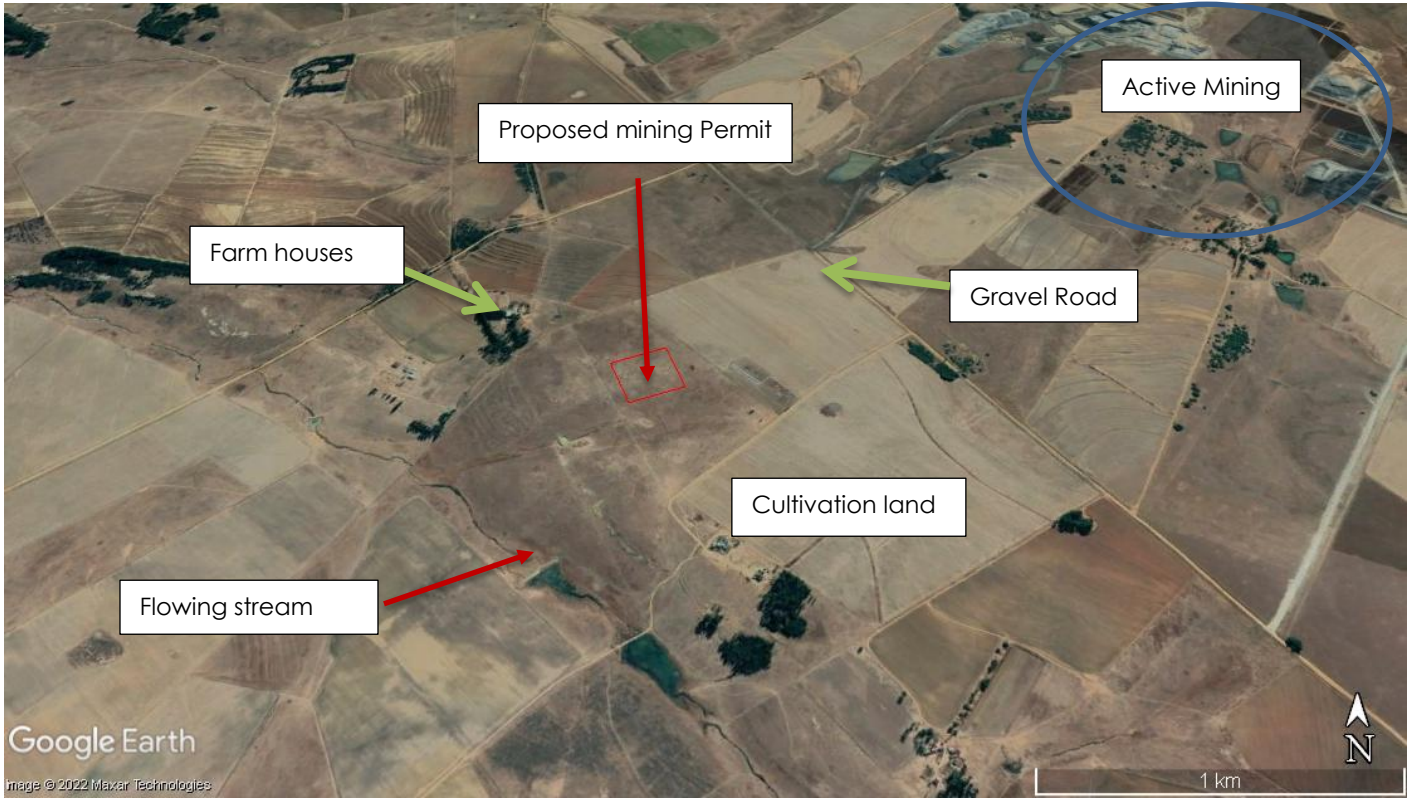 Active Mining
Proposed mining Permit
Farm houses
Gravel Road
Cultivation land
Flowing stream
Google Earth
Image © 2022 Maxar Technologies
N
1 km